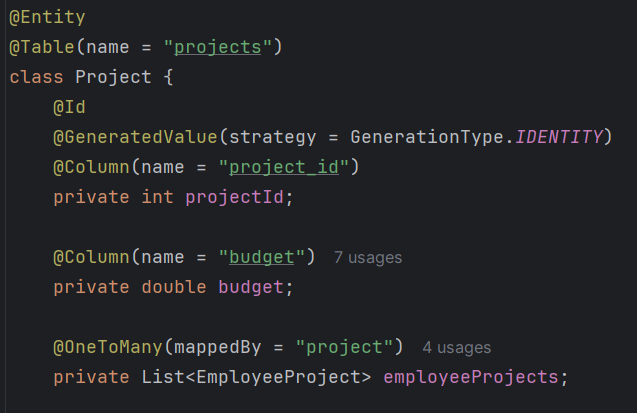 @Entity
@Table(name = "projects")
class Project {
@Id
@GeneratedValue(strategy = GenerationType.IDENTITY)
@Column(name = "project_id")
private int projectId;
@Column(name = "budget") 7 usages
private double budget;
@OneToMany(mappedBy = "project") 4 usages
private List<EmployeeProject> employeeProjects;